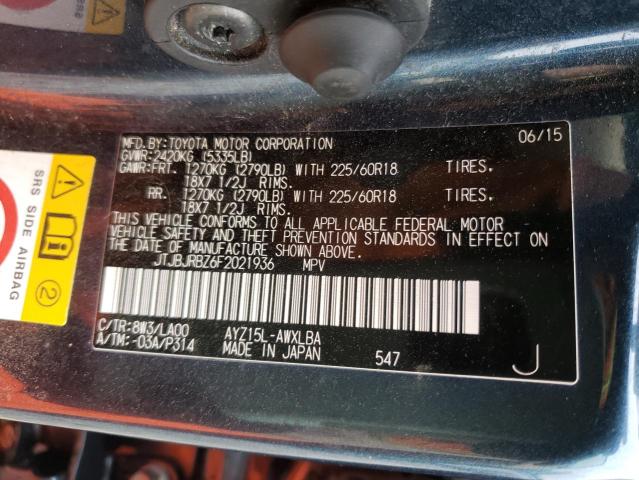 MFD.BY:TOYOTA MOTOR CORPORATION 06/15
GVWR:2420KG (5335LB)
GAWR:FRT. 1270KG (2790LB) WITH 225/60R18 TIRES.
18X7 1/2J RIMS.
RR. 1270KG (2790LB) WITH 225/60R18 TIRES.
18X7 1/2J RIMS.
THIS VEHICLE CONFORMS TO ALL APPLICABLE FEDERAL MOTOR
VEHICLE SAFETY AND THEFT PREVENTION STANDARDS IN EFFECT ON
THE DATE OF MANUFACTURE SHOWN ABOVE.
JTJBJRBZ6F2021936 MPV
C/TR:8W3/LA00 AYZ15L-AWXLBA
A/TM:-03A/P314 MADE IN JAPAN 547 J
SRS SIDE AIRBAG
2